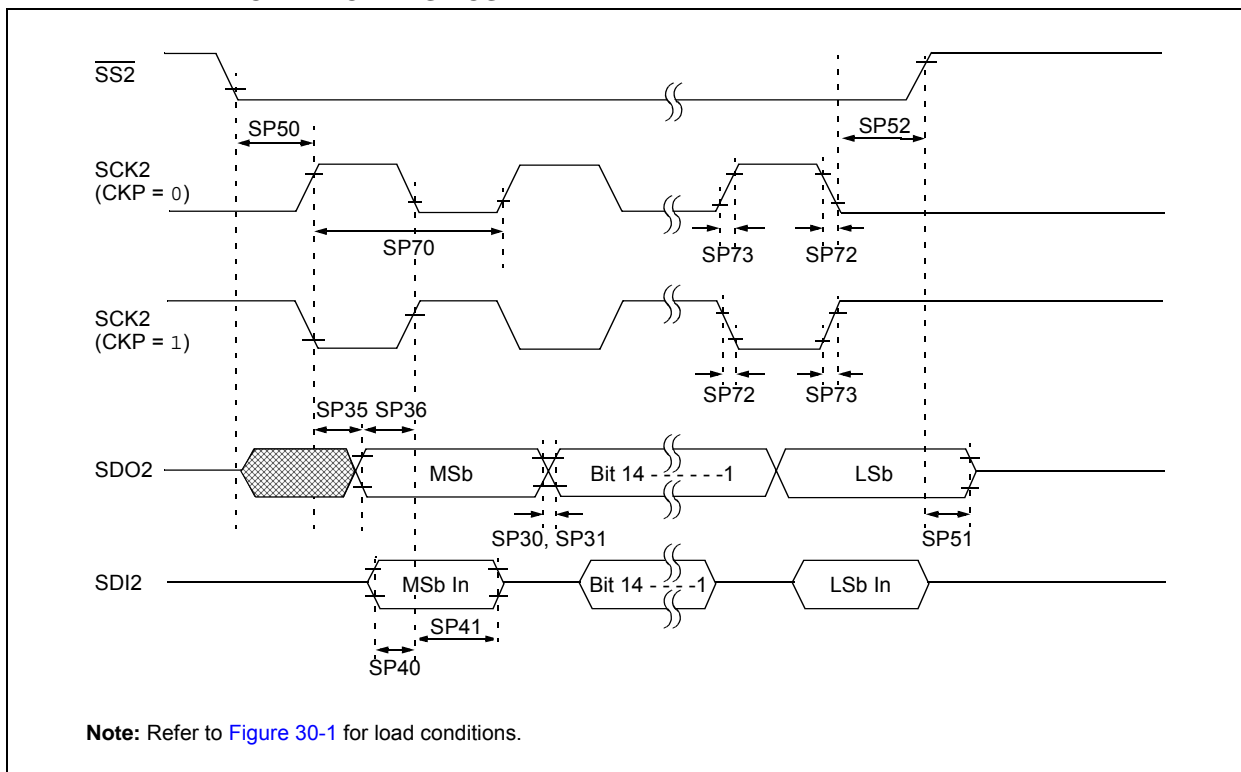 SS2
SP50
SP52
SCK2
(CKP = 0)
SP70
SP73
SP72
SCK2
(CKP = 1)
SP72
SP73
SP35 SP36
SDO2
MSb
Bit 14 - - - - - -1
LSb
SP30, SP31
SP51
SDI2
MSb In
Bit 14 - - - -1
LSb In
SP41
SP40
Note: Refer to Figure 30-1 for load conditions.